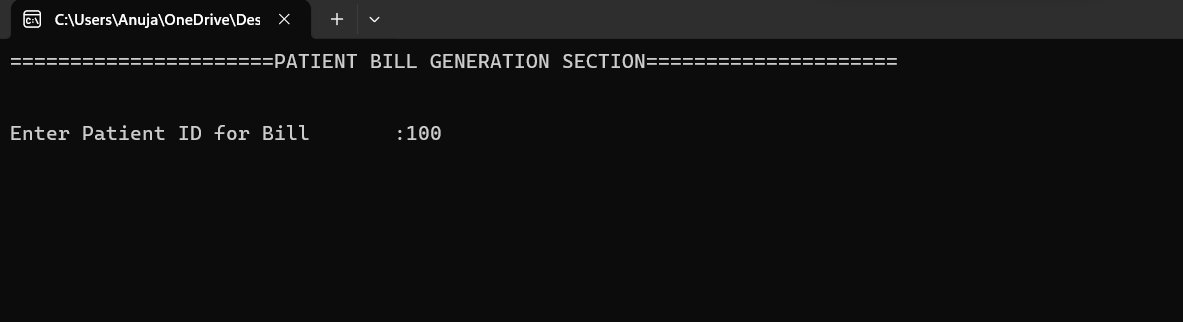 C:\Users\Anuja\OneDrive\Des
======================PATIENT BILL GENERATION SECTION=====================
Enter Patient ID for Bill       :100